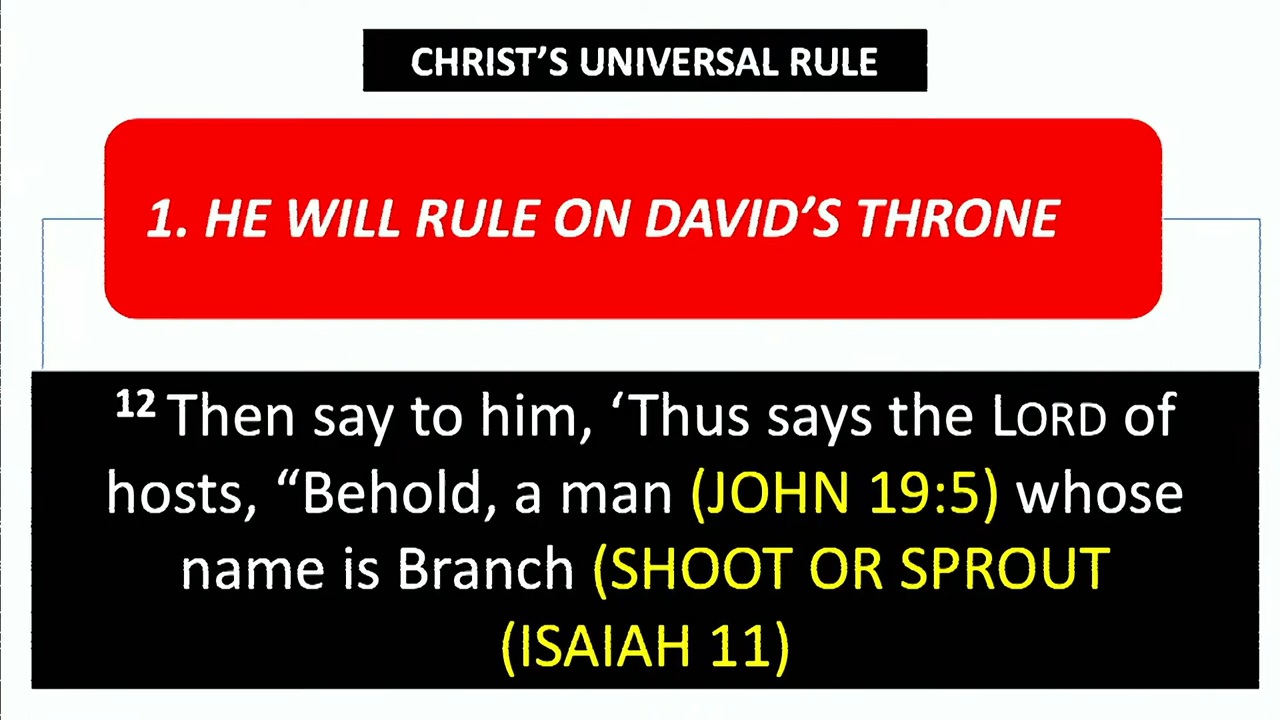 CHRIST’S UNIVERSAL RULE
1. HE WILL RULE ON DAVID’S THRONE
12 Then say to him, ‘Thus says the LORD of
hosts, “Behold, a man (JOHN 19:5) whose
name is Branch (SHOOT OR SPROUT
(ISAIAH 11)